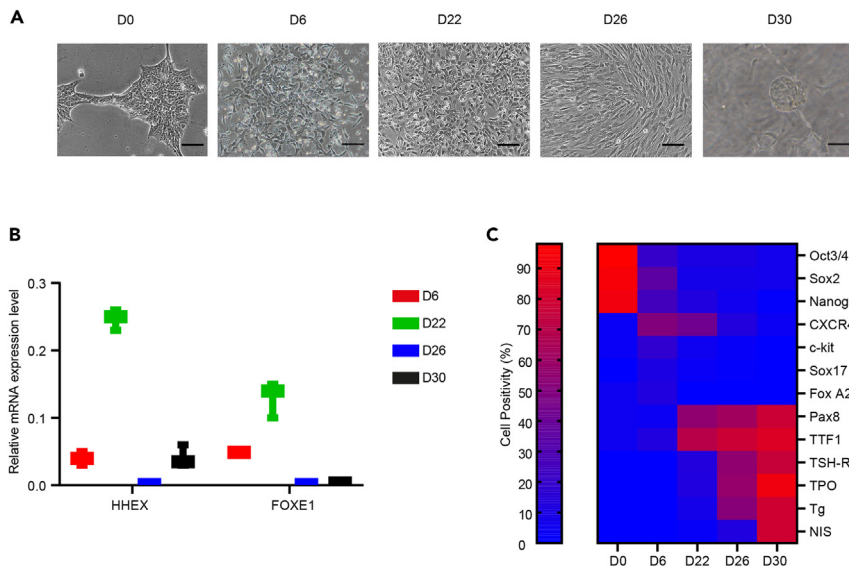 A
D0 D6 D22 D26 D30
B
Relative mRNA expression level
0.3
0.2
0.1
0.0
HHEX FOXE1
D6
D22
D26
D30
C
Cell Positivity (%)
90
80
70
60
50
40
30
20
10
0
Oct3/4
Sox2
Nanog
CXCR4
c-kit
Sox17
Fox A2
Pax8
TTF1
TSH-R
TPO
Tg
NIS
D0 D6 D22 D26 D30